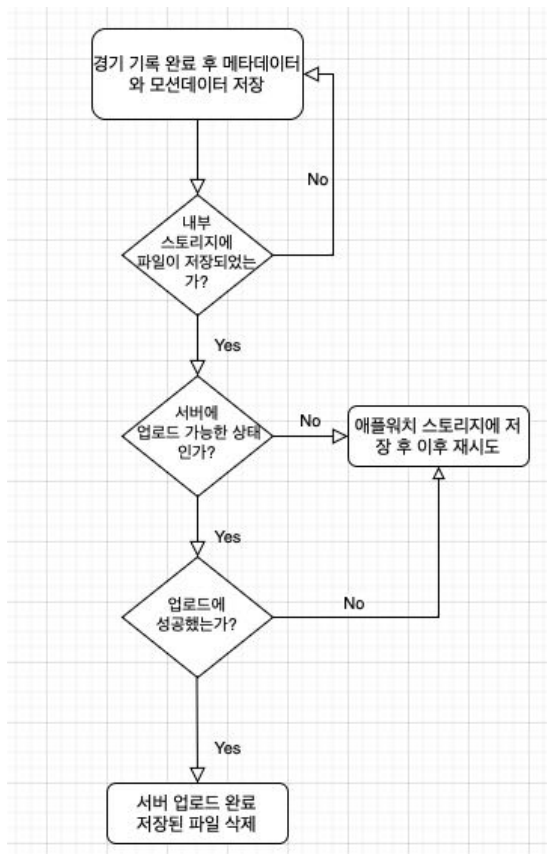 경기 기록 완료 후 메타데이터
와 모션데이터 저장
No
내부
스토리지에
파일이 저장되었는
가?
Yes
서버에
업로드 가능한 상태
인가?
No
애플워치 스토리지에 저
장 후 이후 재시도
Yes
업로드에
성공했는가?
No
Yes
서버 업로드 완료
저장된 파일 삭제